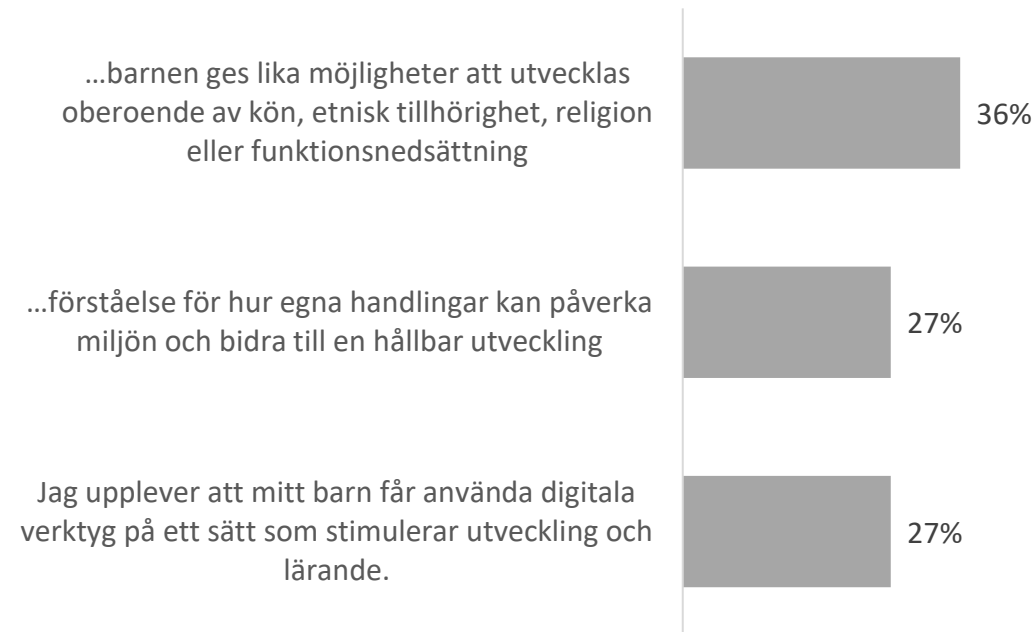 …barnen ges lika möjligheter att utvecklas
oberoende av kön, etnisk tillhörighet, religion
eller funktionsnedsättning
36%
…förståelse för hur egna handlingar kan påverka
miljön och bidra till en hållbar utveckling
27%
Jag upplever att mitt barn får använda digitala
verktyg på ett sätt som stimulerar utveckling och
lärande.
27%